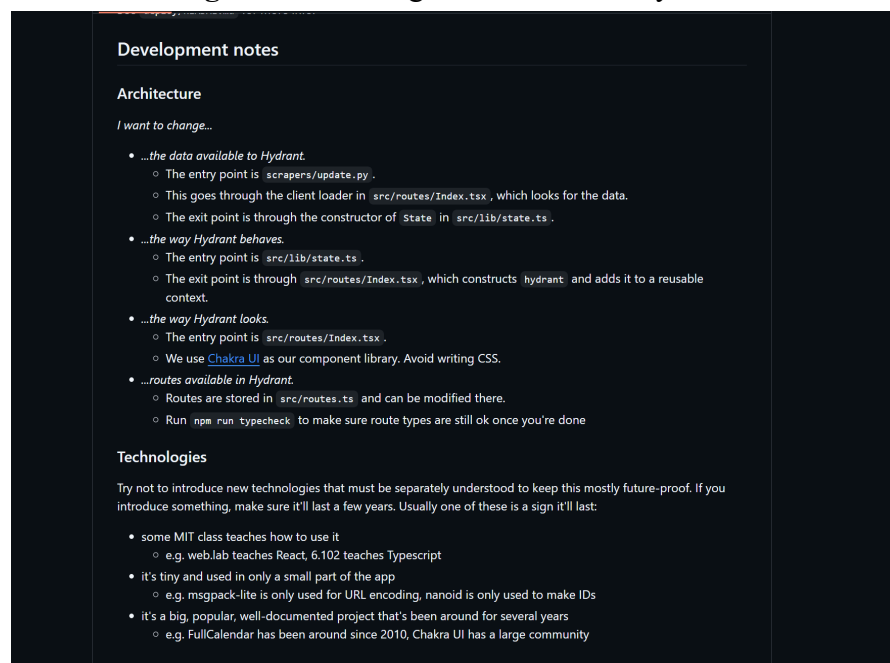 Development notes
Architecture
I want to change...
...the data available to Hydrant.
The entry point is scrapers/update.py .
This goes through the client loader in src/routes/Index.tsx , which looks for the data.
The exit point is through the constructor of State in src/lib/state.ts .
...the way Hydrant behaves.
The entry point is src/lib/state.ts .
The exit point is through src/routes/Index.tsx , which constructs hydrant and adds it to a reusable
context.
...the way Hydrant looks.
The entry point is src/routes/Index.tsx .
We use Chakra UI as our component library. Avoid writing CSS.
...routes available in Hydrant.
Routes are stored in src/routes.ts and can be modified there.
Run npm run typecheck to make sure route types are still ok once you're done
Technologies
Try not to introduce new technologies that must be separately understood to keep this mostly future-proof. If you
introduce something, make sure it'll last a few years. Usually one of these is a sign it'll last:
some MIT class teaches how to use it
e.g. web.lab teaches React, 6.102 teaches Typescript
it's tiny and used in only a small part of the app
e.g. msgpack-lite is only used for URL encoding, nanoid is only used to make IDs
it's a big, popular, well-documented project that's been around for several years
e.g. FullCalendar has been around since 2010, Chakra UI has a large community